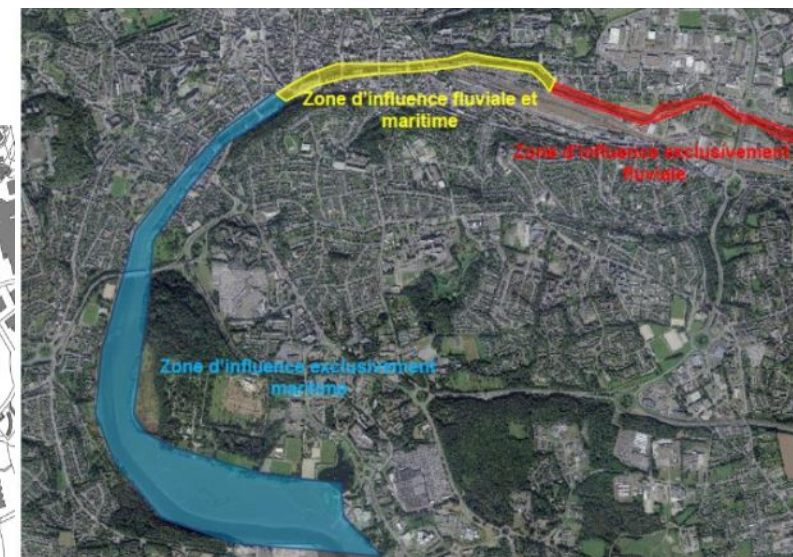 Zone d'influence fluviale et
maritime
Zone d'influence exclusivement
fluviale
Zone d'influence exclusivement
maritime